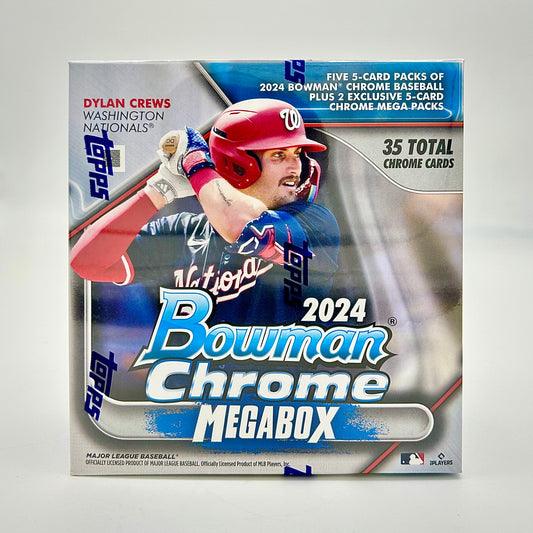 DYLAN CREWS
WASHINGTON
NATIONALS®
FIVE 5-CARD PACKS OF
2024 BOWMAN® CHROME BASEBALL
PLUS 2 EXCLUSIVE 5-CARD
CHROME MEGA PACKS
35 TOTAL
CHROME CARDS
topps
W
Nationa
topps
2024
Bowman®
Chrome
MEGABOX
topps
MAJOR LEAGUE BASEBALL®
OFFICIALLY LICENSED PRODUCT OF MAJOR LEAGUE BASEBALL. Officially Licensed Product of MLB Players, Inc.
PLAYERS